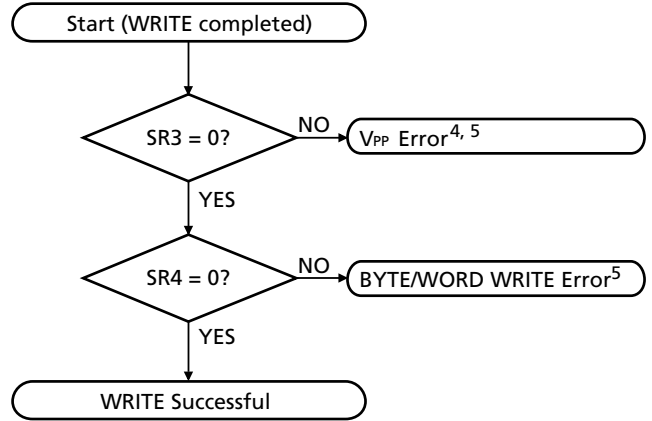 Start (WRITE completed)
SR3 = 0?
NO
VPP Error4, 5
YES
SR4 = 0?
NO
BYTE/WORD WRITE Error5
YES
WRITE Successful